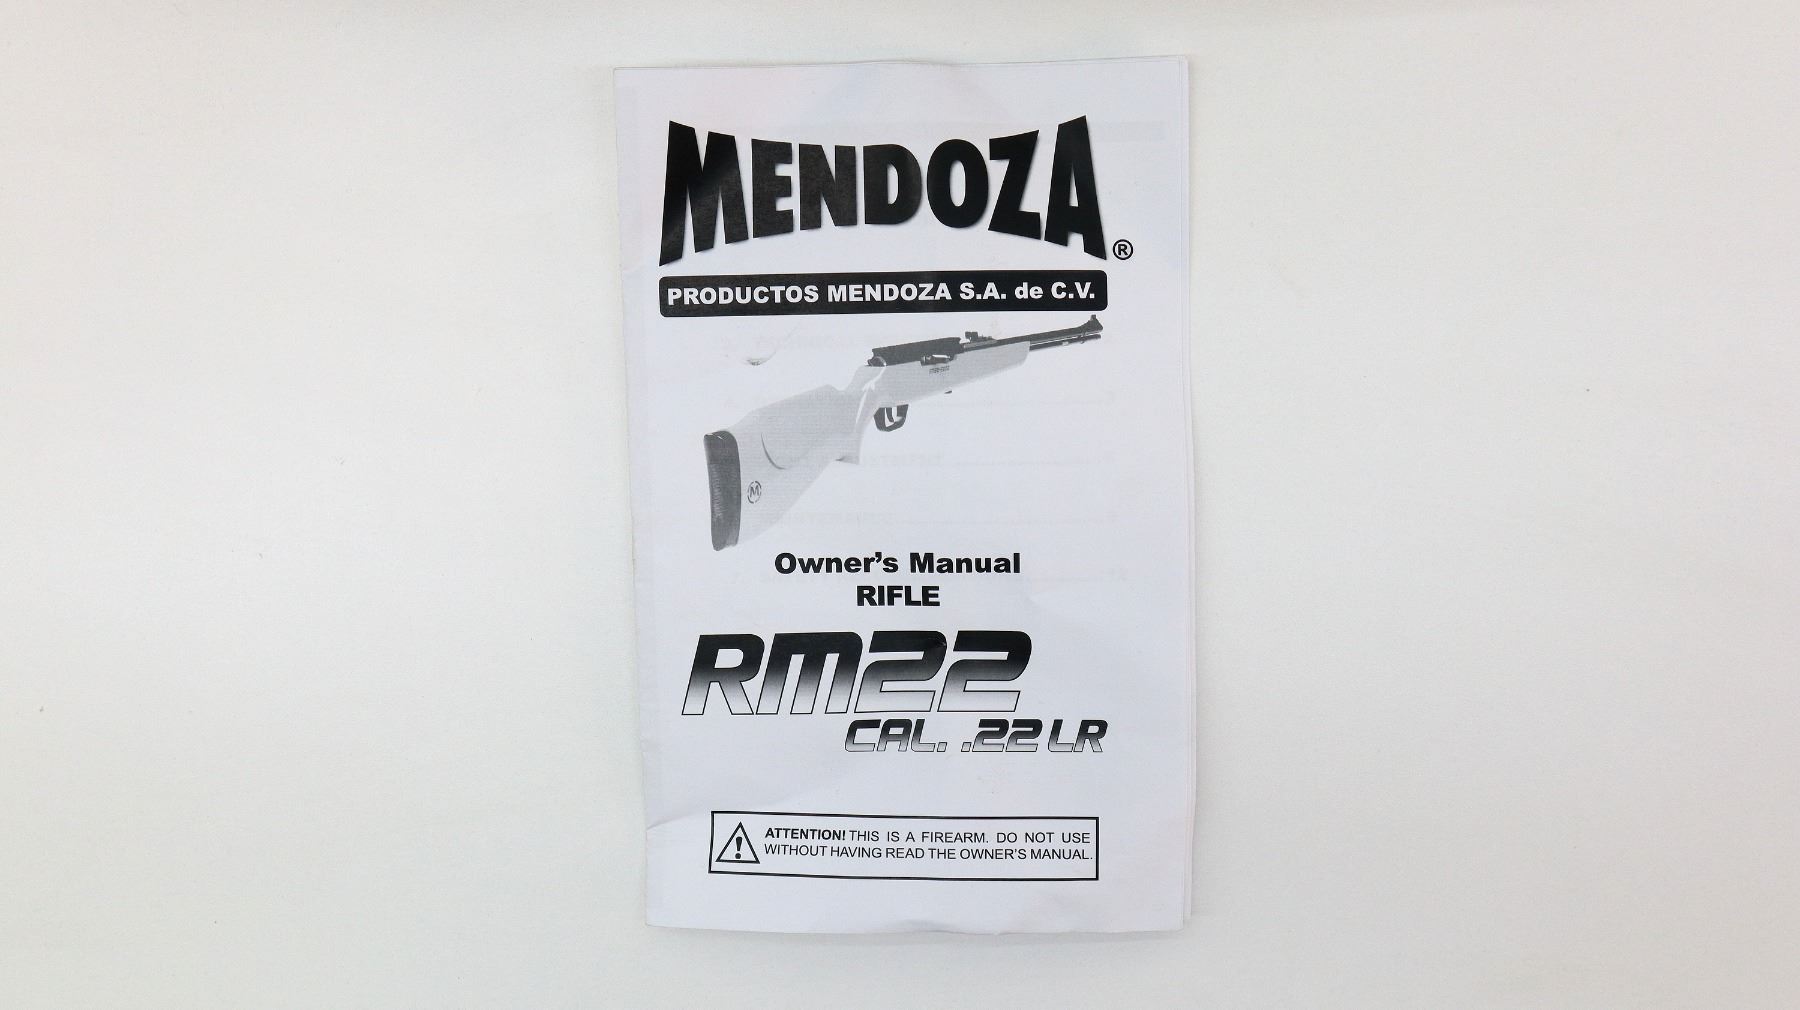 MENDOZA
®
PRODUCTOS MENDOZA S.A. de C.V.
M
Owner's Manual
RIFLE
RM22
CAL. .22 LR
ATTENTION! THIS IS A FIREARM. DO NOT USE
WITHOUT HAVING READ THE OWNER'S MANUAL.